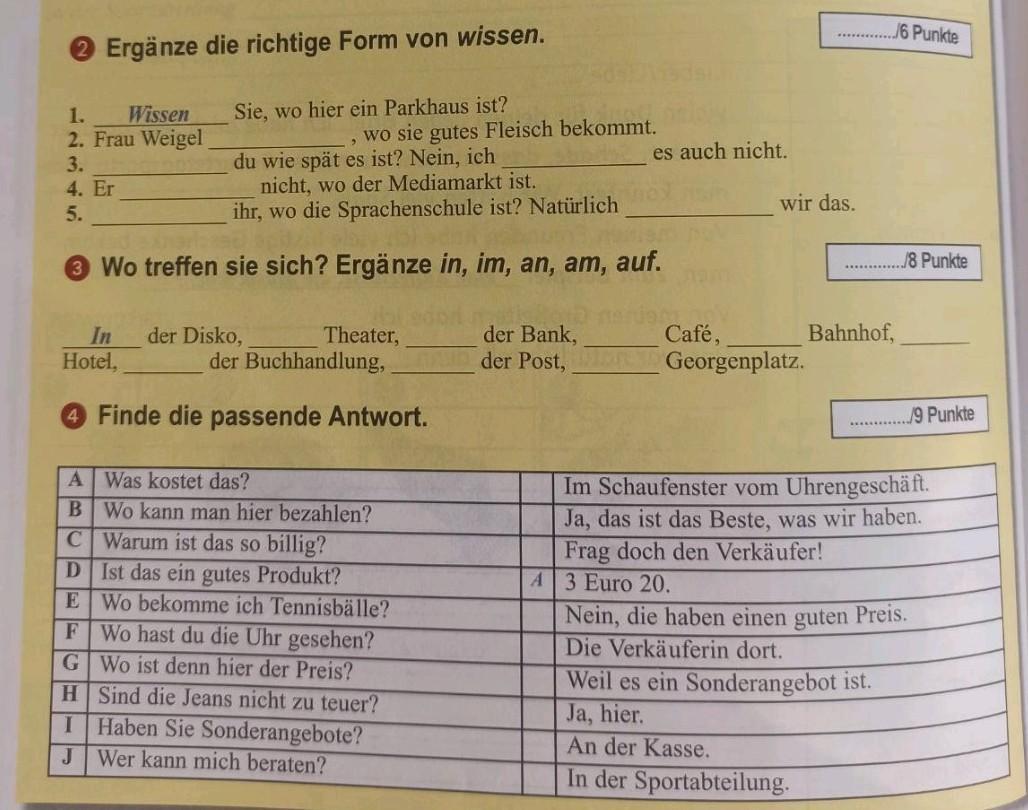 2 Ergänze die richtige Form von wissen.
............./6 Punkte
1. ___Wissen___ Sie, wo hier ein Parkhaus ist?
2. Frau Weigel ____________ , wo sie gutes Fleisch bekommt.
3. ____________ du wie spät es ist? Nein, ich ____________ es auch nicht.
4. Er ____________ nicht, wo der Mediamarkt ist.
5. ____________ ihr, wo die Sprachenschule ist? Natürlich ____________ wir das.
3 Wo treffen sie sich? Ergänze in, im, an, am, auf.
............./8 Punkte
__In__ der Disko, ______ Theater, ______ der Bank, ______ Café, ______ Bahnhof, ______
Hotel, ______ der Buchhandlung, ______ der Post, ______ Georgenplatz.
4 Finde die passende Antwort.
............./9 Punkte
A Was kostet das? Im Schaufenster vom Uhrengeschäft.
B Wo kann man hier bezahlen? Ja, das ist das Beste, was wir haben.
C Warum ist das so billig? Frag doch den Verkäufer!
D Ist das ein gutes Produkt? A 3 Euro 20.
E Wo bekomme ich Tennisbälle? Nein, die haben einen guten Preis.
F Wo hast du die Uhr gesehen? Die Verkäuferin dort.
G Wo ist denn hier der Preis? Weil es ein Sonderangebot ist.
H Sind die Jeans nicht zu teuer? Ja, hier.
I Haben Sie Sonderangebote? An der Kasse.
J Wer kann mich beraten? In der Sportabteilung.